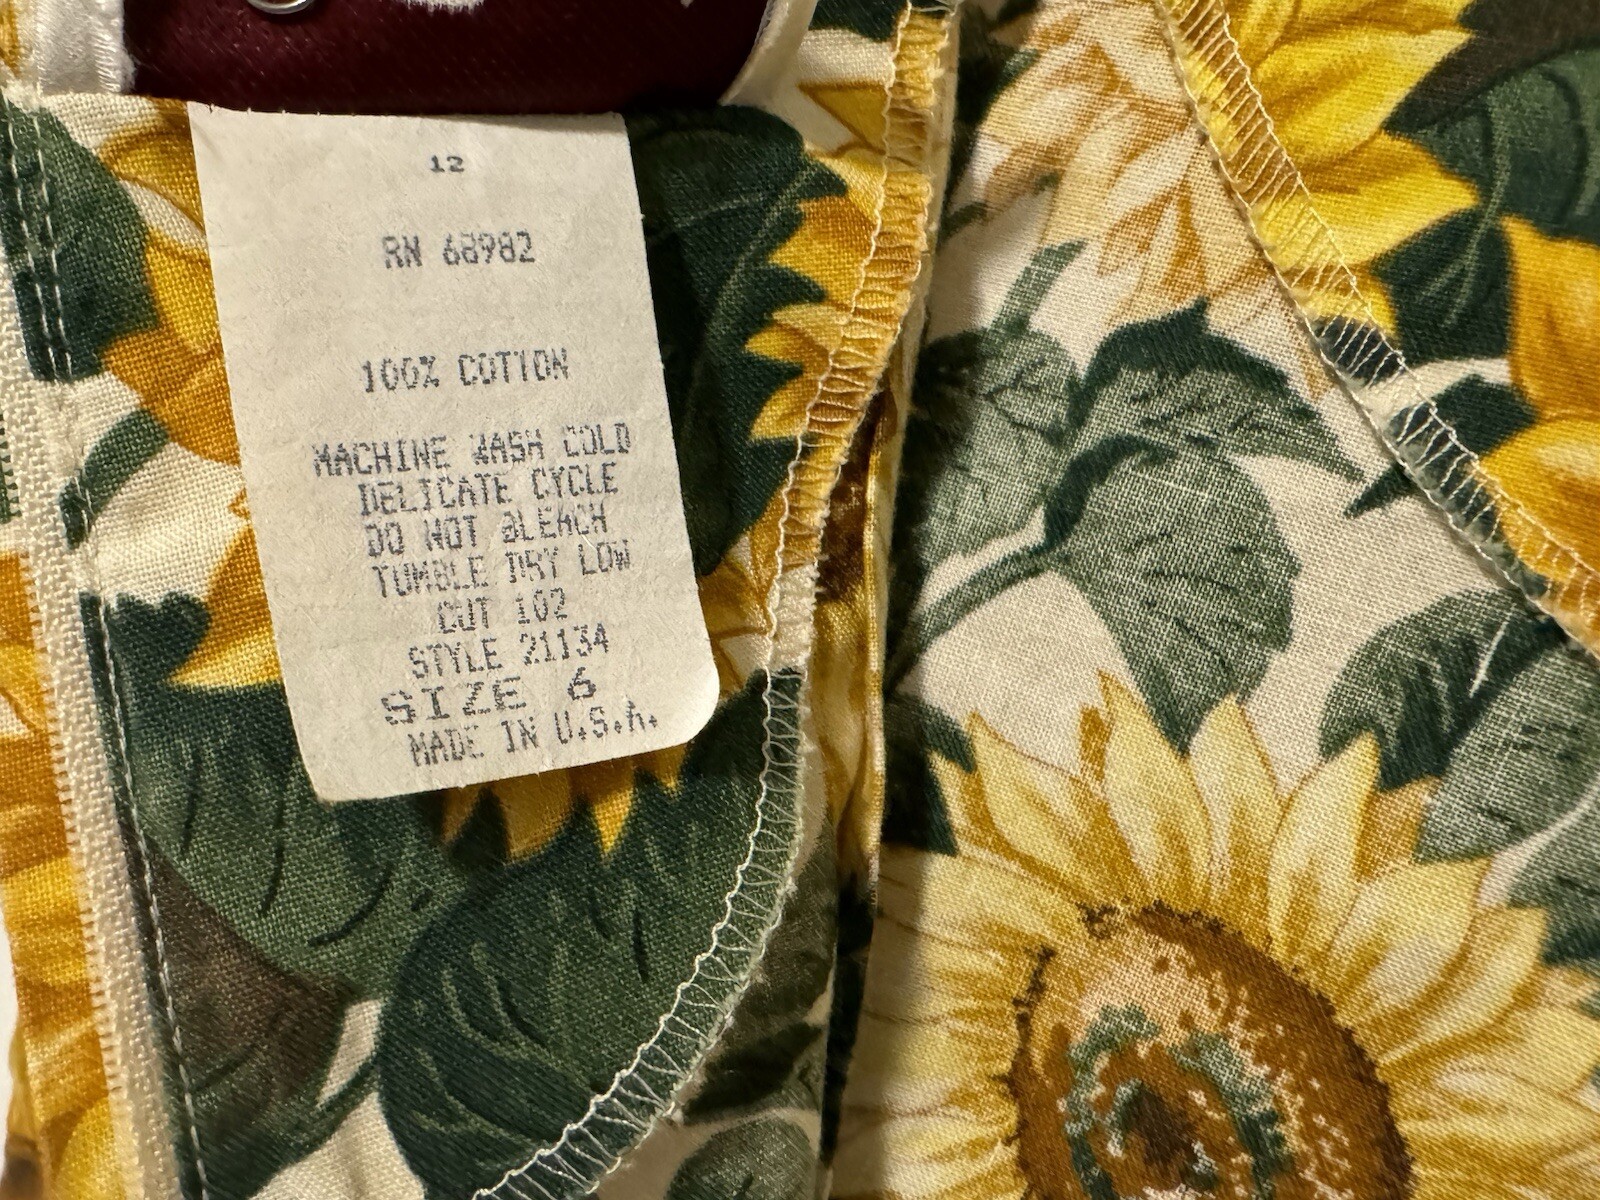 12
RN 68982
100% COTTON
MACHINE WASH COLD
DELICATE CYCLE
DO NOT BLEACH
TUMBLE DRY LOW
CUT 102
STYLE 21134
SIZE 6
MADE IN U.S.A.